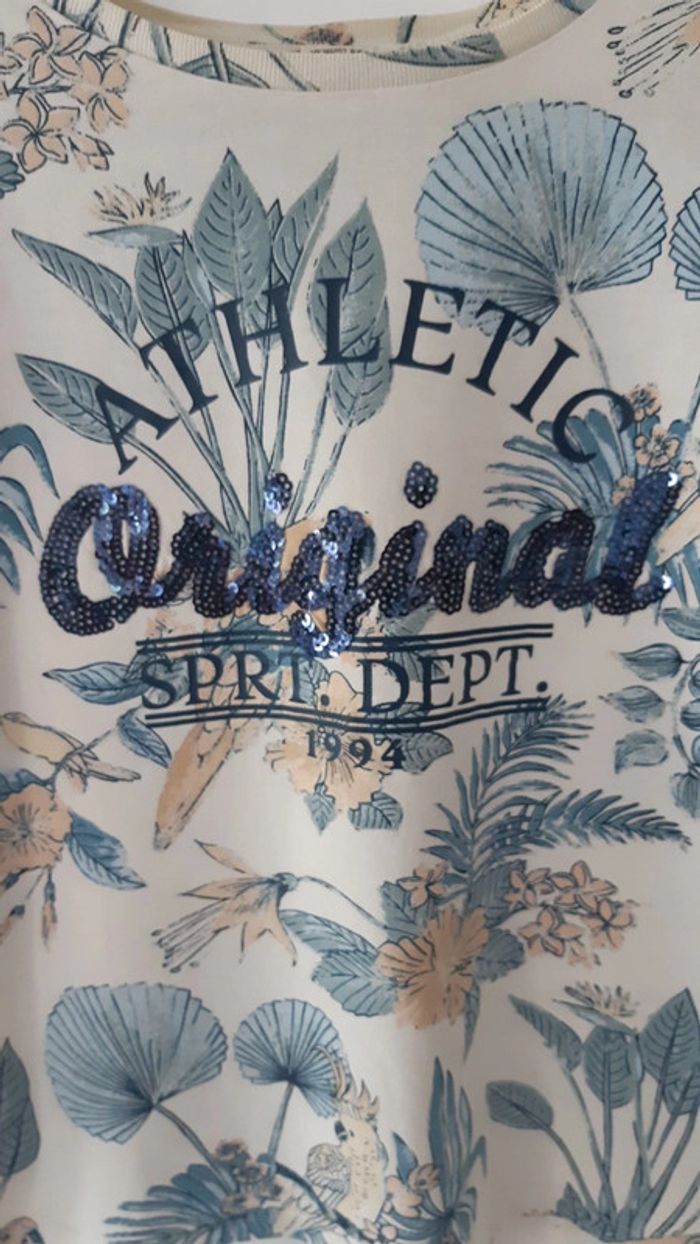 ATHLETIC
Original
SPRT. DEPT.
1994